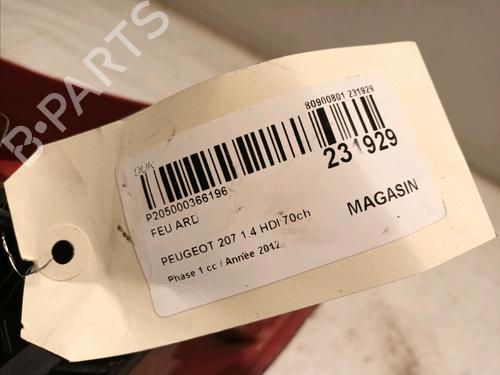 B-PARTS
80900801 231929
231929
DUK
P205000366196
FEU ARD
PEUGEOT 207 1.4 HDI 70ch
MAGASIN
Phase 1 cc / Année 2012